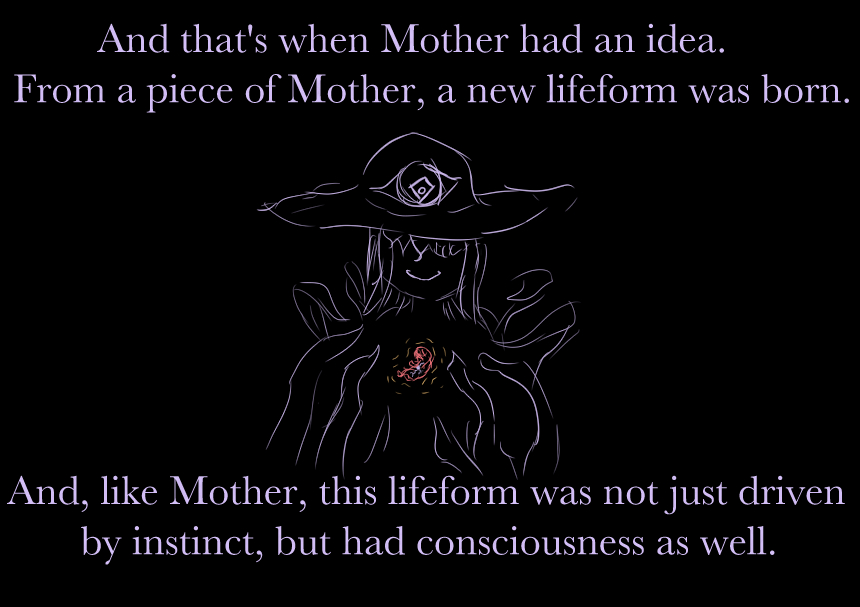 And that's when Mother had an idea.
From a piece of Mother, a new lifeform was born.
And, like Mother, this lifeform was not just driven
by instinct, but had consciousness as well.